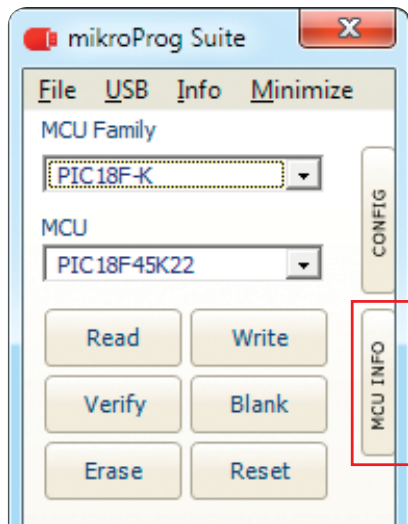 mikroProg Suite
File USB Info Minimize
MCU Family
PIC18F-K
MCU
PIC18F45K22
CONFIG
Read Write
Verify Blank
Erase Reset
MCU INFO